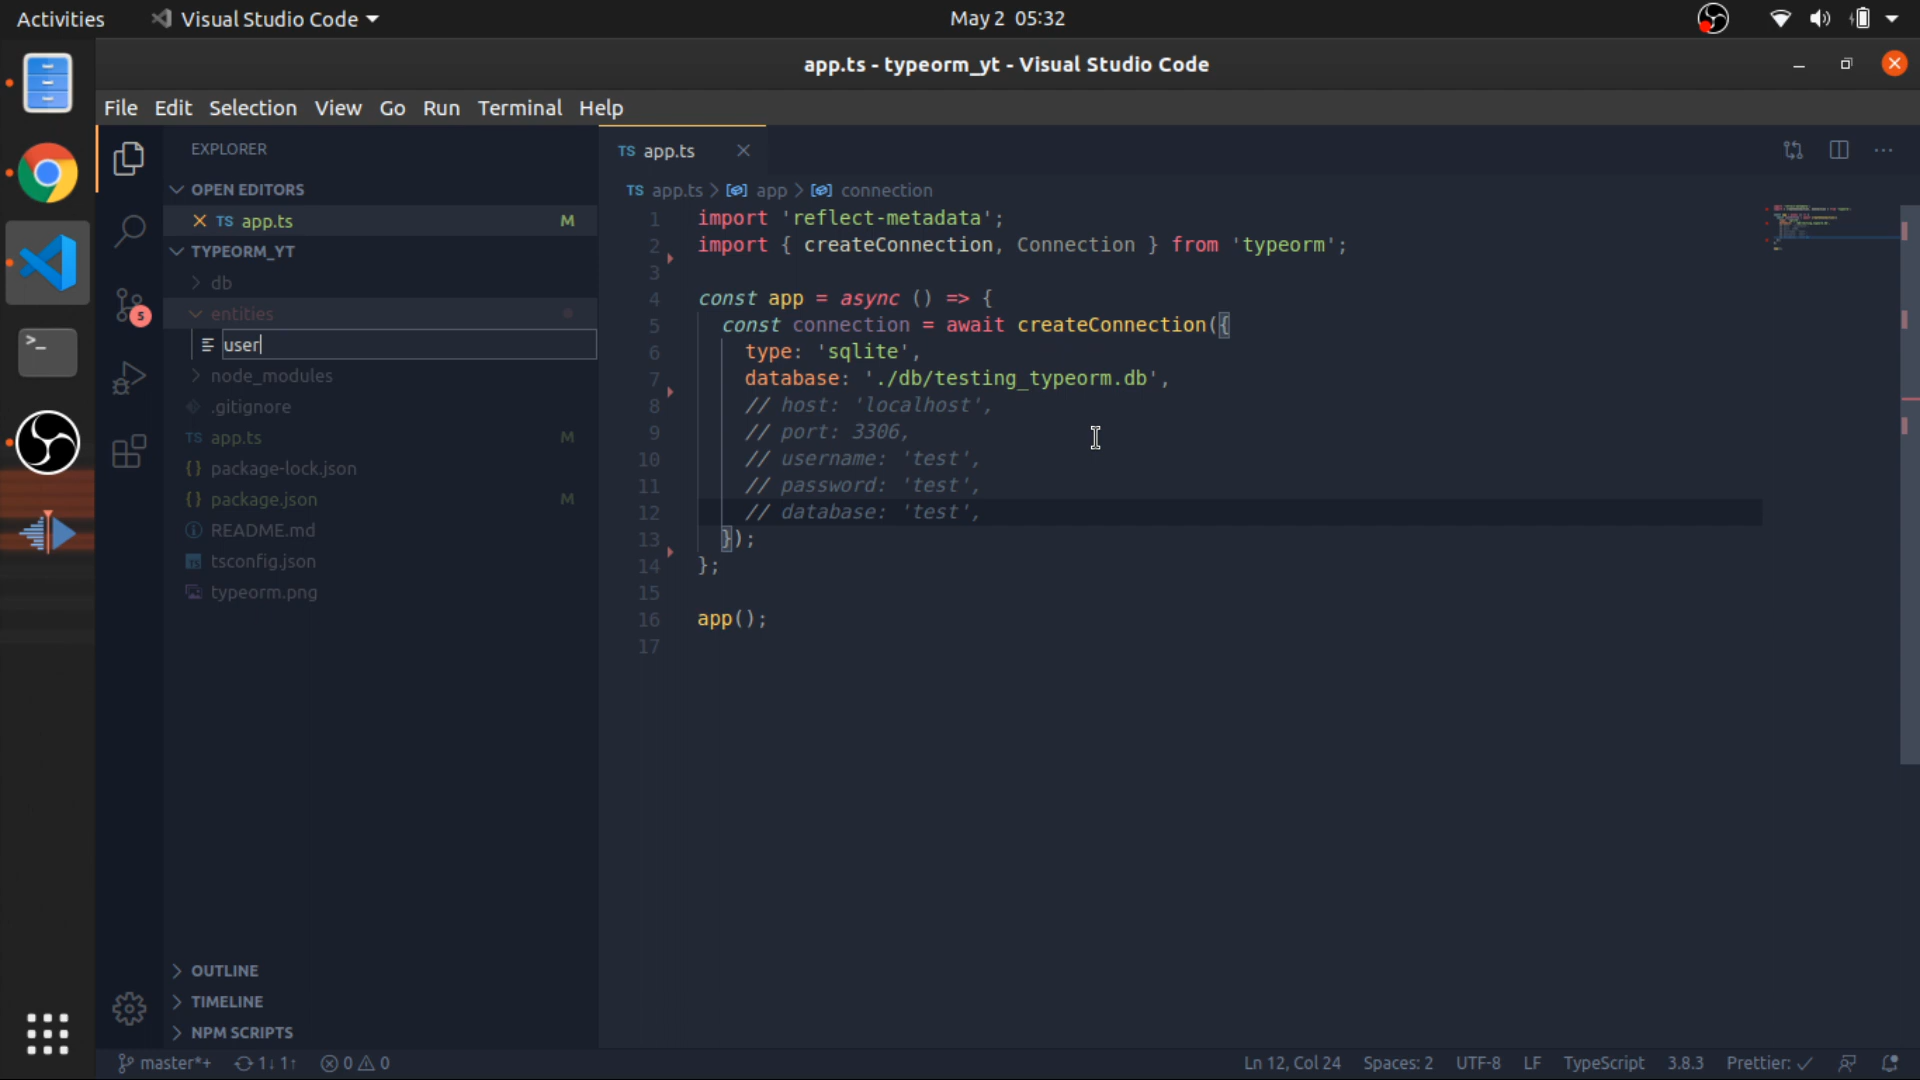 Activities Visual Studio Code May 2 05:32
app.ts - typeorm_yt - Visual Studio Code
File Edit Selection View Go Run Terminal Help
EXPLORER
OPEN EDITORS
TS app.ts M
TYPEORM_YT
db
entities
user
node_modules
.gitignore
TS app.ts M
{} package-lock.json
{} package.json M
README.md
tsconfig.json
typeorm.png
OUTLINE
TIMELINE
NPM SCRIPTS
5
TS app.ts
TS app.ts > app > connection
1 import 'reflect-metadata';
2 import { createConnection, Connection } from 'typeorm';
3
4 const app = async () => {
5 const connection = await createConnection({
6 type: 'sqlite',
7 database: './db/testing_typeorm.db',
8 // host: 'localhost',
9 // port: 3306,
10 // username: 'test',
11 // password: 'test',
12 // database: 'test',
13 });
14 };
15
16 app();
17
master*+ 1↓ 1↑ 0 0 Ln 12, Col 24 Spaces: 2 UTF-8 LF TypeScript 3.8.3 Prettier: ✓